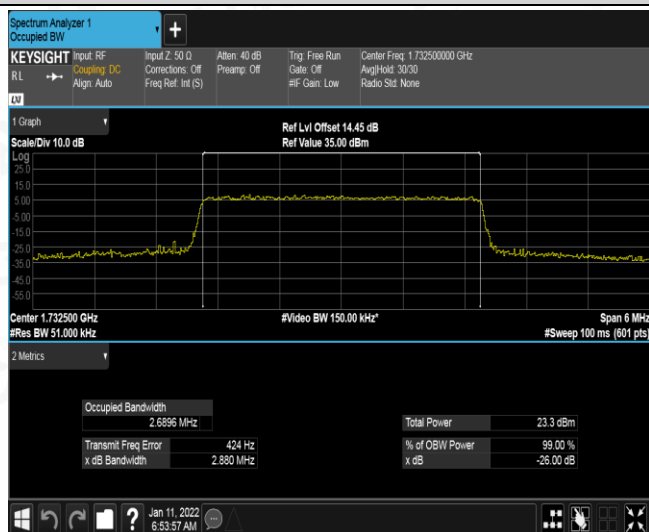 Spectrum Analyzer 1
Occupied BW
+
KEYSIGHT
RL
LXI
Input: RF
Coupling: DC
Align: Auto
Input Z: 50 Ω
Corrections: Off
Freq Ref: Int (S)
Atten: 40 dB
Preamp: Off
Trig: Free Run
Gate: Off
#IF Gain: Low
Center Freq: 1.732500000 GHz
Avg|Hold: 30/30
Radio Std: None
1 Graph
Scale/Div 10.0 dB
Ref Lvl Offset 14.45 dB
Ref Value 35.00 dBm
Log
25.0
15.0
5.00
-5.00
-15.0
-25.0
-35.0
-45.0
-55.0
Center 1.732500 GHz
#Video BW 150.00 kHz*
Span 6 MHz
#Res BW 51.000 kHz
#Sweep 100 ms (601 pts)
2 Metrics
Occupied Bandwidth
2.6896 MHz
Total Power 23.3 dBm
Transmit Freq Error 424 Hz
% of OBW Power 99.00 %
x dB Bandwidth 2.880 MHz
x dB -26.00 dB
?
Jan 11, 2022
6:53:57 AM